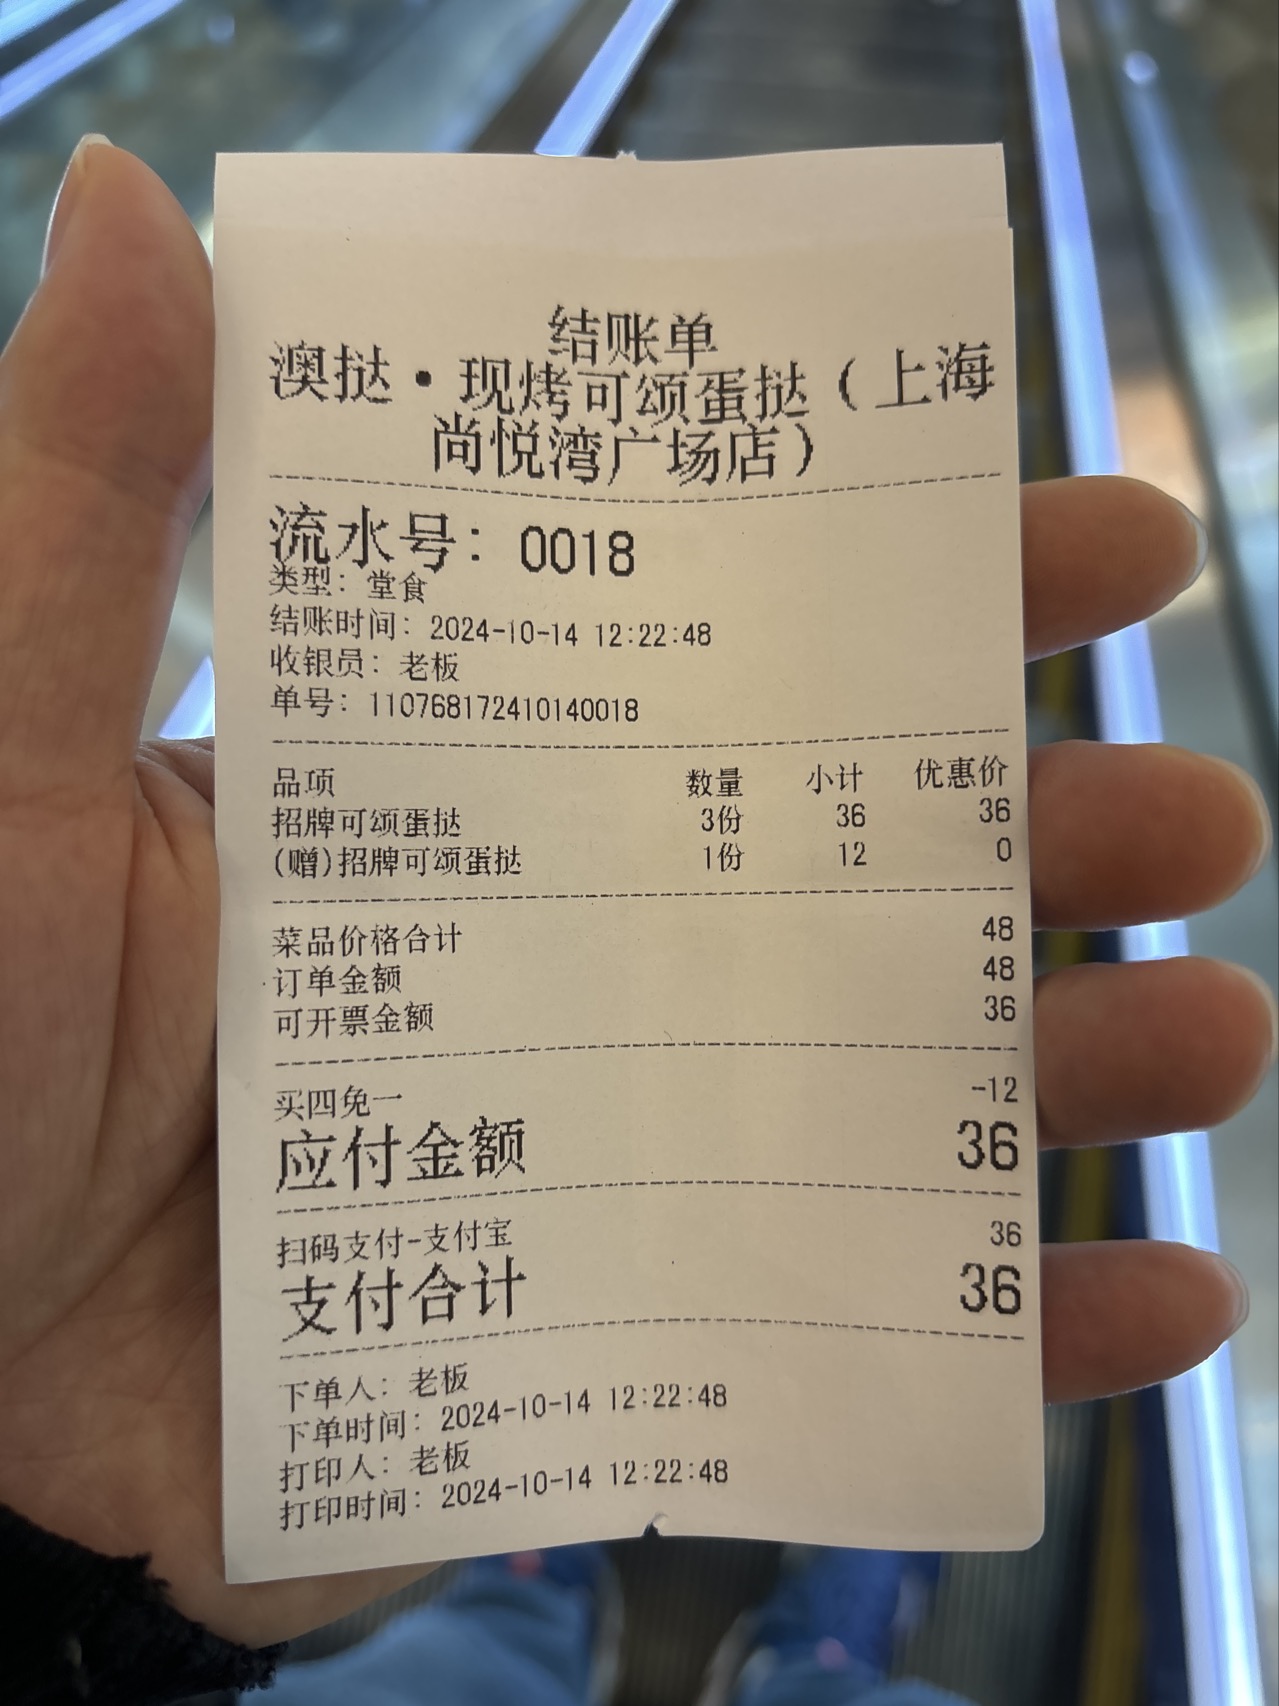 结账单
澳挞·现烤可颂蛋挞(上海
尚悦湾广场店)
流水号: 0018
类型: 堂食
结账时间: 2024-10-14 12:22:48
收银员: 老板
单号: 110768172410140018
品项 数量 小计 优惠价
招牌可颂蛋挞 3份 36 36
(赠)招牌可颂蛋挞 1份 12 0
菜品价格合计 48
订单金额 48
可开票金额 36
买四免一 -12
应付金额 36
扫码支付-支付宝 36
支付合计 36
下单人: 老板
下单时间: 2024-10-14 12:22:48
打印人: 老板
打印时间: 2024-10-14 12:22:48